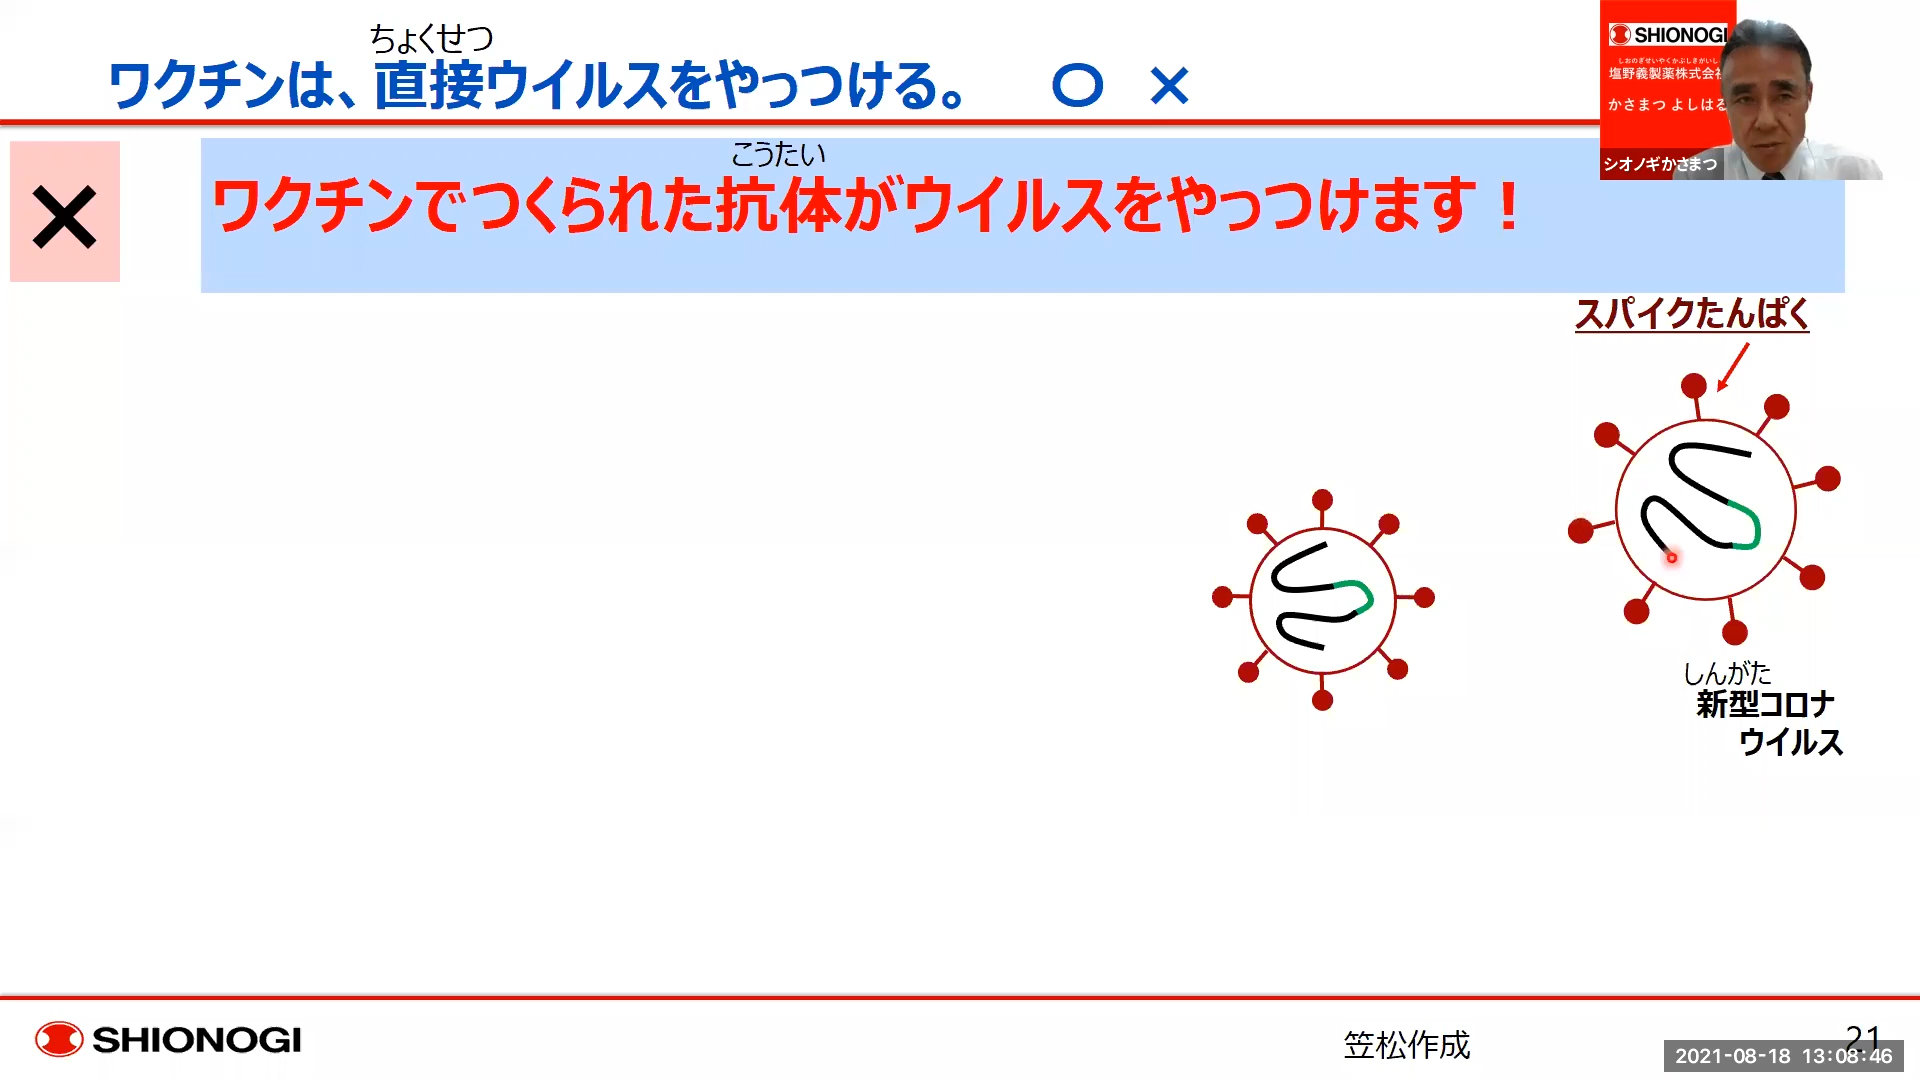 ちょくせつ
ワクチンは、直接ウイルスをやっつける。 〇 ×
SHIONOGI
塩野義製薬株式会社
かさまつ よしはる
シオノギかさまつ
×
こうたい
ワクチンでつくられた抗体がウイルスをやっつけます！
スパイクたんぱく
しんがた
新型コロナ
ウイルス
SHIONOGI
笠松作成
21
2021-08-18 13:08:46